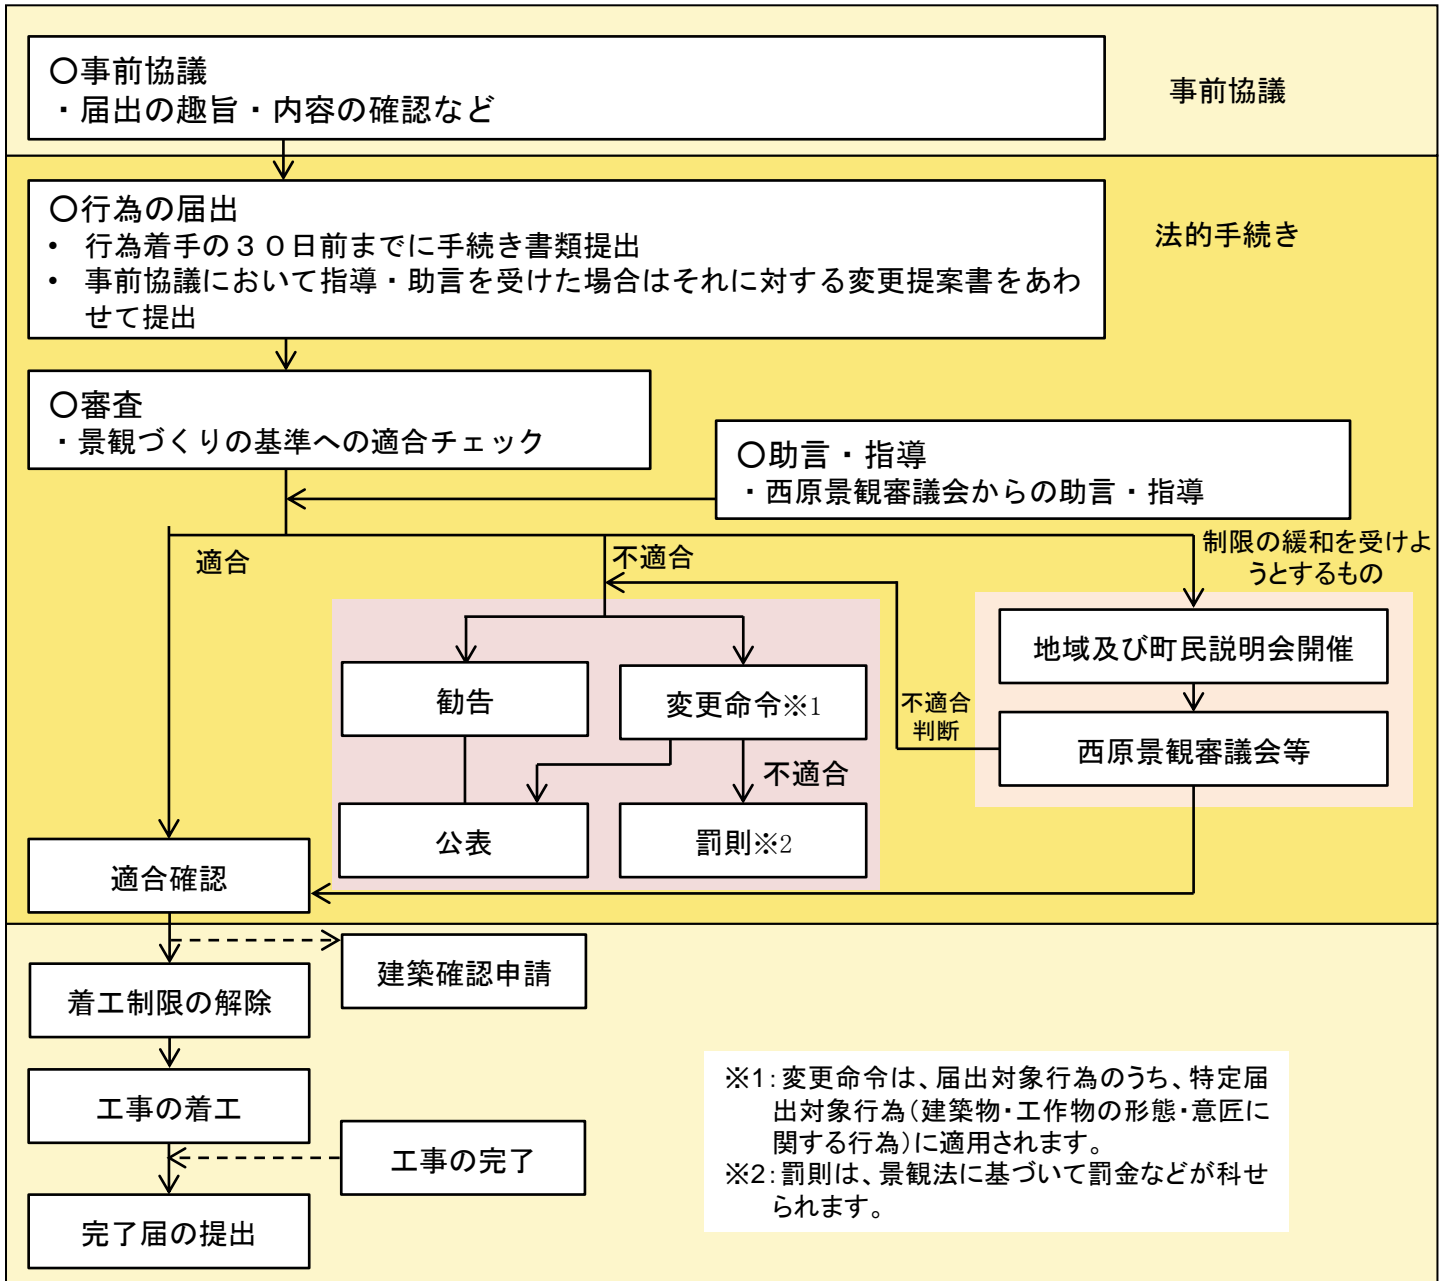 〇事前協議
・届出の趣旨・内容の確認など
事前協議
〇行為の届出
• 行為着手の３０日前までに手続き書類提出
• 事前協議において指導・助言を受けた場合はそれに対する変更提案書をあわ
せて提出
法的手続き
〇審査
・景観づくりの基準への適合チェック
〇助言・指導
・西原景観審議会からの助言・指導
適合
不適合
制限の緩和を受けよ
うとするもの
地域及び町民説明会開催
勧告
変更命令※1
不適合
判断
西原景観審議会等
不適合
公表
罰則※2
適合確認
建築確認申請
着工制限の解除
工事の着工
工事の完了
完了届の提出
※1：変更命令は、届出対象行為のうち、特定届
出対象行為（建築物・工作物の形態・意匠に
関する行為）に適用されます。
※2：罰則は、景観法に基づいて罰金などが科せ
られます。